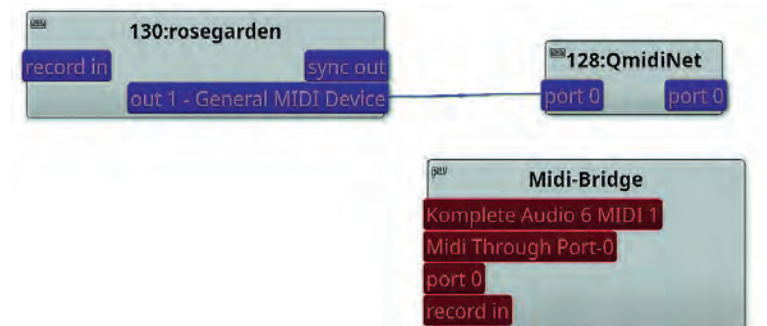 130:rosegarden
record in
sync out
out 1 - General MIDI Device
128:QmidiNet
port 0
port 0
Midi-Bridge
Komplete Audio 6 MIDI 1
Midi Through Port-0
port 0
record in